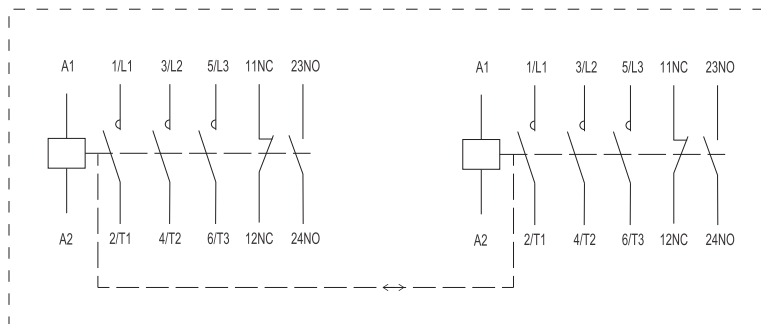 A1 1/L1 3/L2 5/L3 11NC 23NO A1 1/L1 3/L2 5/L3 11NC 23NO
A2 2/T1 4/T2 6/T3 12NC 24NO A2 2/T1 4/T2 6/T3 12NC 24NO